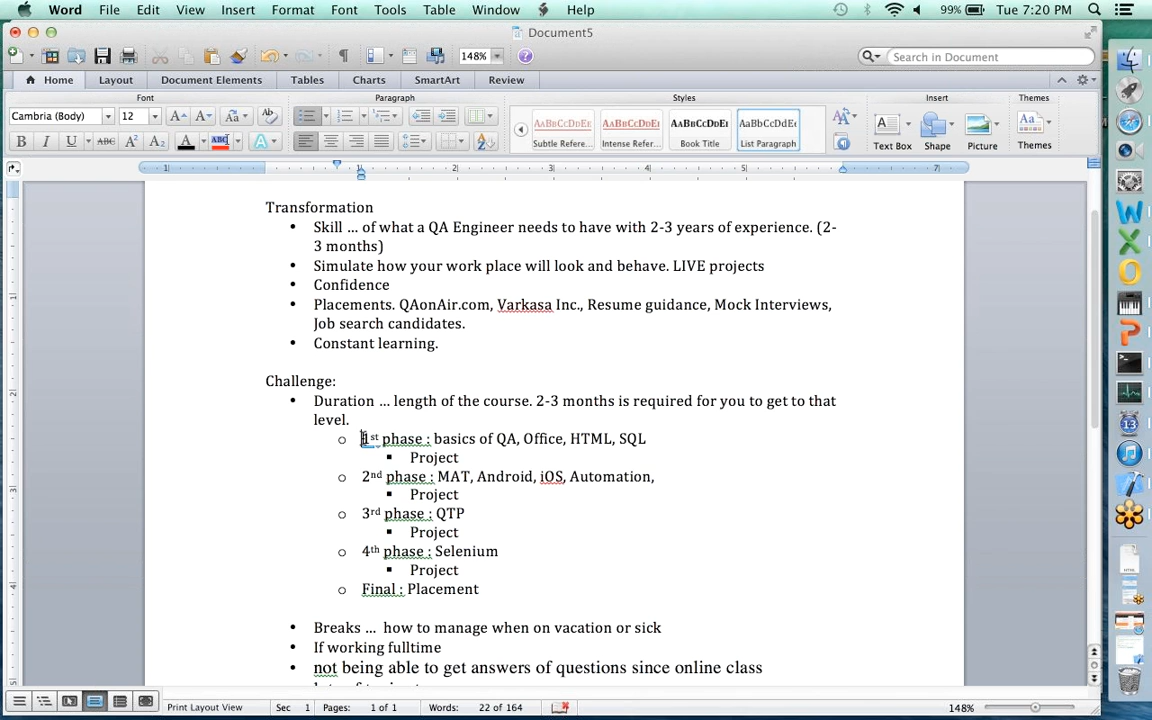 Word File Edit View Insert Format Font Tools Table Window Help 99% Tue 7:20 PM
Document5
148% Search in Document
Home Layout Document Elements Tables Charts SmartArt Review
Font Paragraph Styles Insert Themes
Cambria (Body) 12 AABBCCDDEE AABBCCDDEE AABBCCDDEE AaBbCcDdEe
Subtle Refere... Intense Refer... Book Title List Paragraph Text Box Shape Picture Themes
Transformation
• Skill ... of what a QA Engineer needs to have with 2-3 years of experience. (2-
3 months)
• Simulate how your work place will look and behave. LIVE projects
• Confidence
• Placements. QAonAir.com, Varkasa Inc., Resume guidance, Mock Interviews,
Job search candidates.
• Constant learning.
Challenge:
• Duration ... length of the course. 2-3 months is required for you to get to that
level.
o 1st phase : basics of QA, Office, HTML, SQL
▪ Project
o 2nd phase : MAT, Android, iOS, Automation,
▪ Project
o 3rd phase : QTP
▪ Project
o 4th phase : Selenium
▪ Project
o Final : Placement
• Breaks ... how to manage when on vacation or sick
• If working fulltime
• not being able to get answers of questions since online class
Print Layout View Sec 1 Pages: 1 of 1 Words: 22 of 164 148%